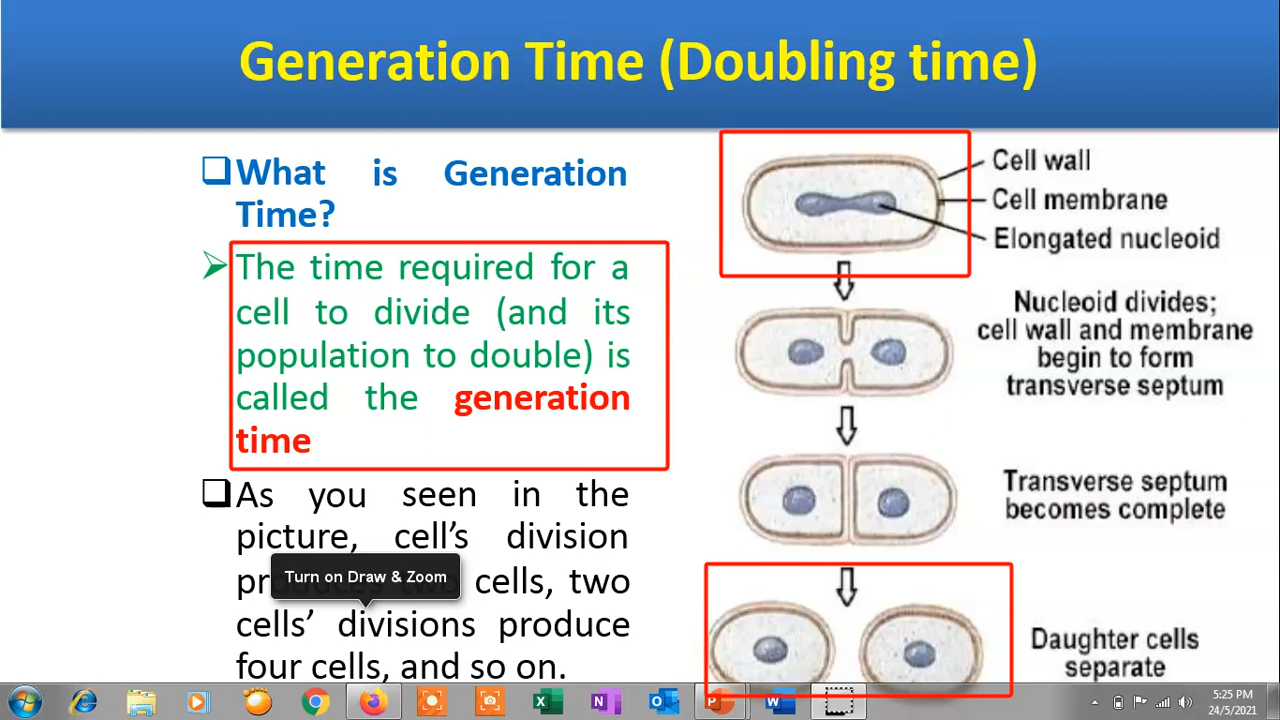 Generation Time (Doubling time)
What is Generation
Time?
The time required for a
cell to divide (and its
population to double) is
called the generation
time
As you seen in the
picture, cell's division
cells, two
Turn on Draw & Zoom
cells' divisions produce
four cells, and so on.
Cell wall
Cell membrane
Elongated nucleoid
Nucleoid divides;
cell wall and membrane
begin to form
transverse septum
Transverse septum
becomes complete
Daughter cells
separate
5:25 PM
24/5/2021